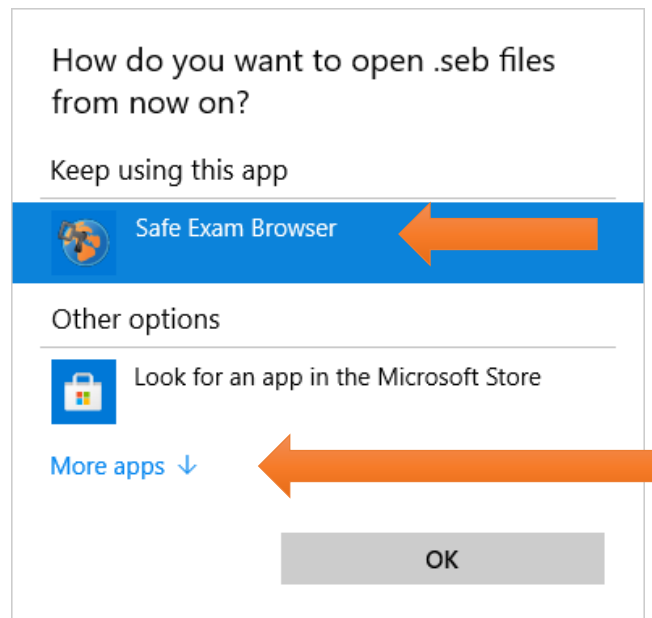 How do you want to open .seb files
from now on?
Keep using this app
Safe Exam Browser
Other options
Look for an app in the Microsoft Store
More apps ↓
OK